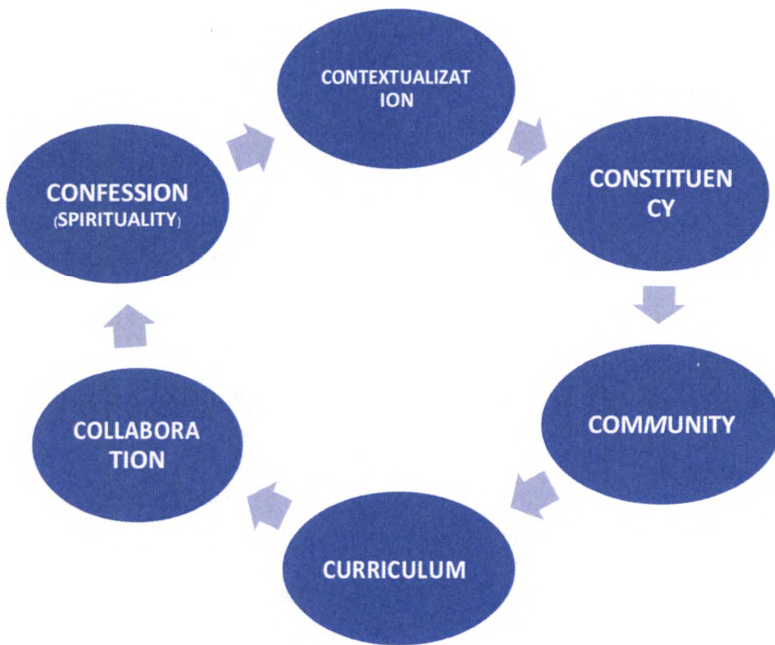 CONTEXTUALIZAT
ION
CONSTITUEN
CY
COMMUNITY
CURRICULUM
COLLABORA
TION
CONFESSION
(SPIRITUALITY)